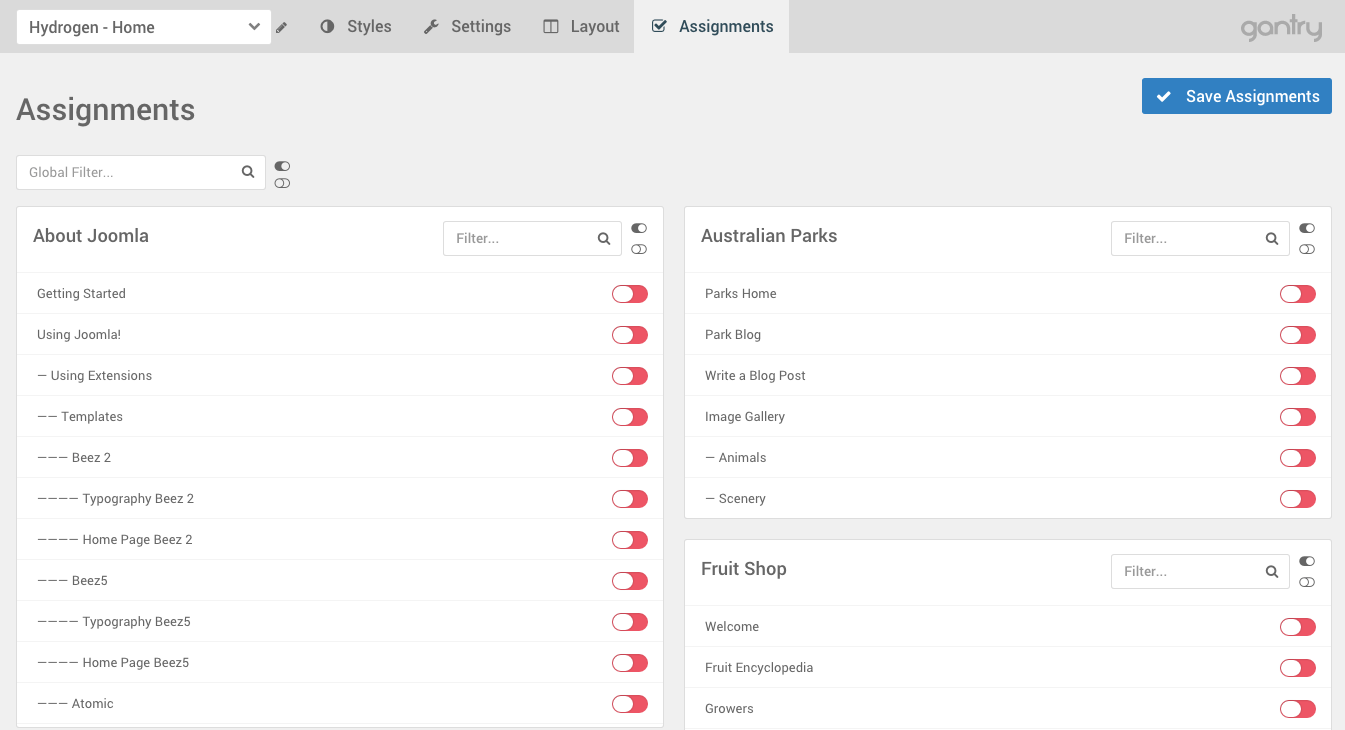 Hydrogen - Home
Styles
Settings
Layout
Assignments
gantry
Assignments
Save Assignments
Global Filter...
About Joomla
Filter...
Getting Started
Using Joomla!
— Using Extensions
—— Templates
——— Beez 2
———— Typography Beez 2
———— Home Page Beez 2
——— Beez5
———— Typography Beez5
———— Home Page Beez5
——— Atomic
Australian Parks
Filter...
Parks Home
Park Blog
Write a Blog Post
Image Gallery
— Animals
— Scenery
Fruit Shop
Filter...
Welcome
Fruit Encyclopedia
Growers